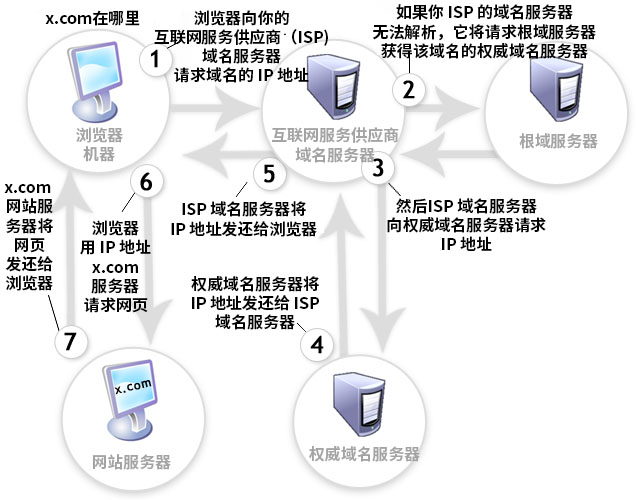 x.com在哪里
1
浏览器向你的
互联网服务供应商（ISP)
域名服务器
请求域名的 IP 地址
如果你 ISP 的域名服务器
无法解析，它将请求根域服务器
获得该域名的权威域名服务器
2
浏览器
机器
互联网服务供应商
域名服务器
根域服务器
3
然后ISP 域名服务器
向权威域名服务器请求
IP 地址
5
ISP 域名服务器将
IP 地址发还给浏览器
6
浏览器
用 IP 地址
x.com
服务器
请求网页
x.com
网站服
务器将
网页
发还给
浏览器
7
权威域名服务器将
IP 地址发还给 ISP
域名服务器
4
x.com
网站服务器
权威域名服务器